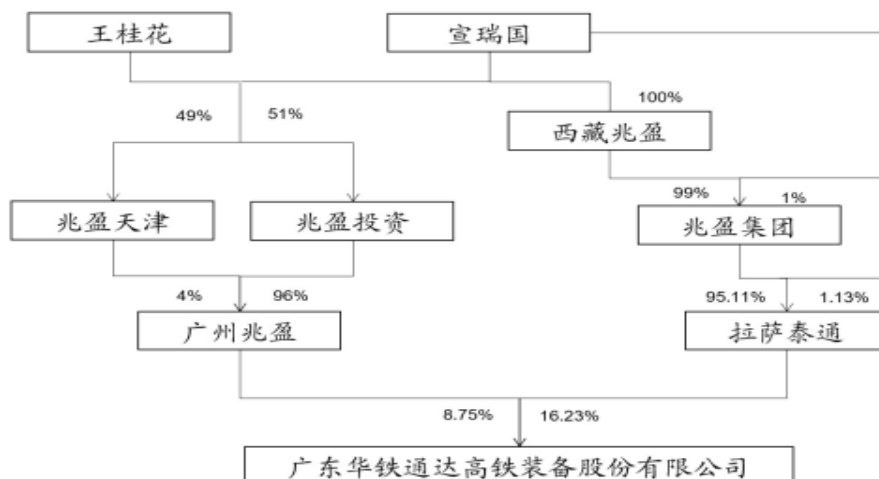 王桂花
宣瑞国
49%
51%
100%
西藏兆盈
99%
1%
兆盈天津
兆盈投资
兆盈集团
4%
96%
95.11%
1.13%
广州兆盈
拉萨泰通
8.75%
16.23%
广东华铁通达高铁装备股份有限公司